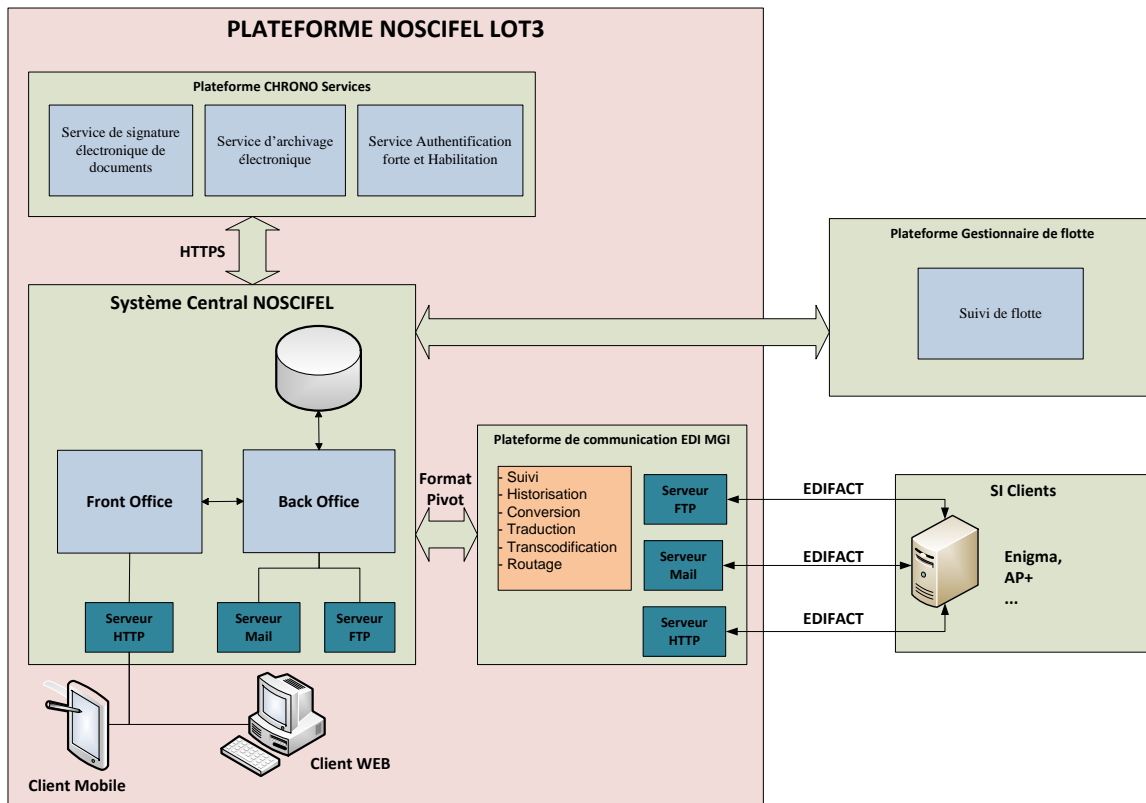 PLATEFORME NOSCIFEL LOT3
Plateforme CHRONO Services
Service de signature
électronique de
documents
Service d'archivage
électronique
Service Authentification
forte et Habilitation
HTTPS
Plateforme Gestionnaire de flotte
Suivi de flotte
Système Central NOSCIFEL
Front Office
Back Office
Serveur
HTTP
Serveur
Mail
Serveur
FTP
Format
Pivot
Plateforme de communication EDI MGI
- Suivi
- Historisation
- Conversion
- Traduction
- Transcodification
- Routage
Serveur
FTP
Serveur
Mail
Serveur
HTTP
EDIFACT
EDIFACT
EDIFACT
SI Clients
Enigma,
AP+
...
Client Mobile
Client WEB